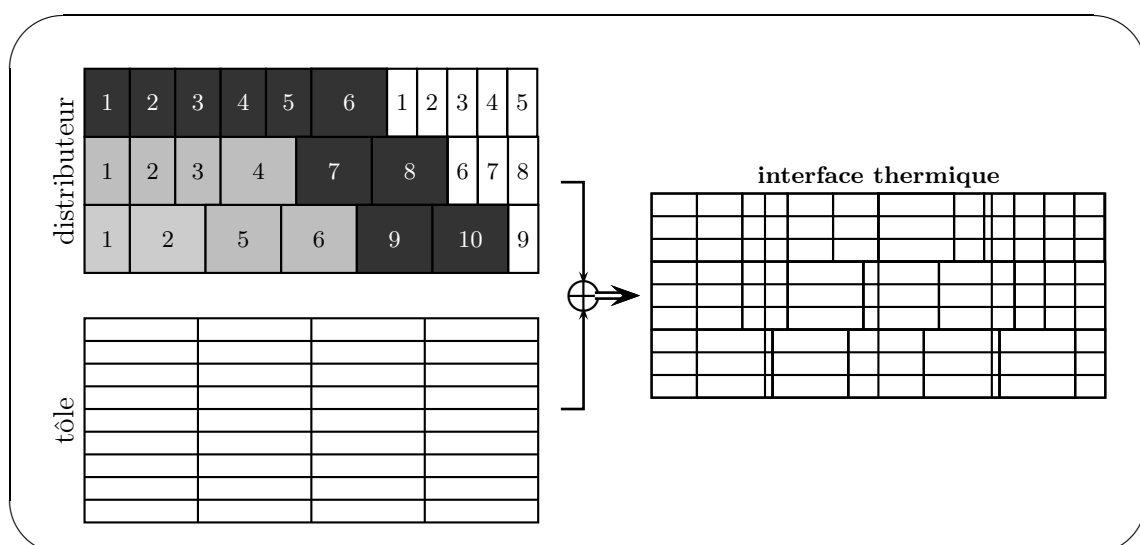 distributeur
1 2 3 4 5 6 1 2 3 4 5
1 2 3 4 7 8 6 7 8
1 2 5 6 9 10 9
interface thermique
tôle